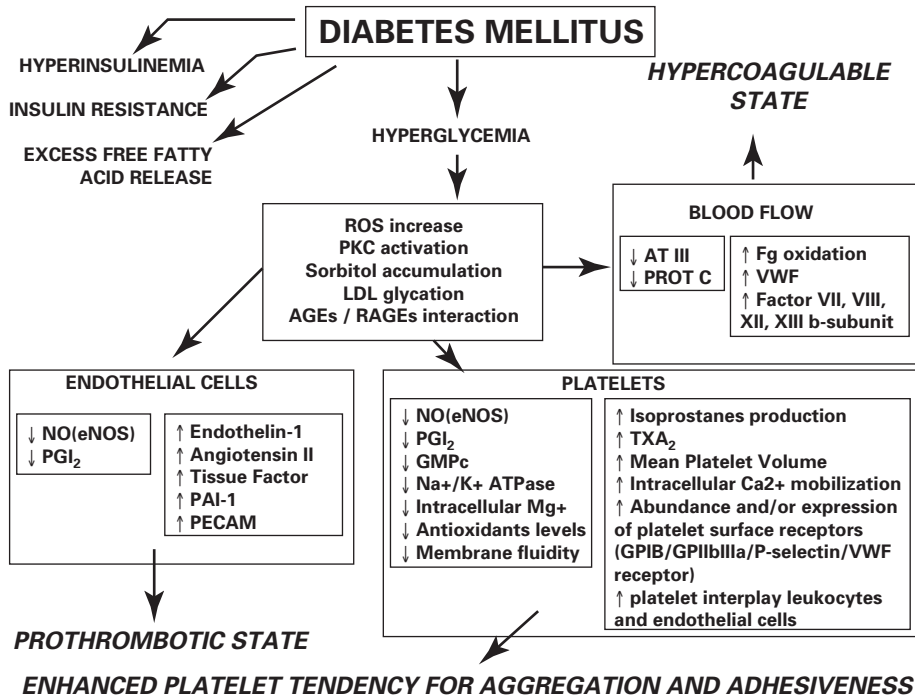 DIABETES MELLITUS
HYPERINSULINEMIA
INSULIN RESISTANCE
EXCESS FREE FATTY
ACID RELEASE
HYPERGLYCEMIA
HYPERCOAGULABLE
STATE
ROS increase
PKC activation
Sorbitol accumulation
LDL glycation
AGEs / RAGEs interaction
BLOOD FLOW
↓ AT III
↓ PROT C
↑ Fg oxidation
↑ VWF
↑ Factor VII, VIII,
XII, XIII b-subunit
ENDOTHELIAL CELLS
↓ NO(eNOS)
↓ PGI₂
↑ Endothelin-1
↑ Angiotensin II
↑ Tissue Factor
↑ PAI-1
↑ PECAM
PLATELETS
↓ NO(eNOS)
↓ PGI₂
↓ GMPc
↓ Na+/K+ ATPase
↓ Intracellular Mg+
↓ Antioxidants levels
↓ Membrane fluidity
↑ Isoprostanes production
↑ TXA₂
↑ Mean Platelet Volume
↑ Intracellular Ca2+ mobilization
↑ Abundance and/or expression
of platelet surface receptors
(GPIB/GPIIbIIIa/P-selectin/VWF
receptor)
↑ platelet interplay leukocytes
and endothelial cells
PROTHROMBOTIC STATE
ENHANCED PLATELET TENDENCY FOR AGGREGATION AND ADHESIVENESS